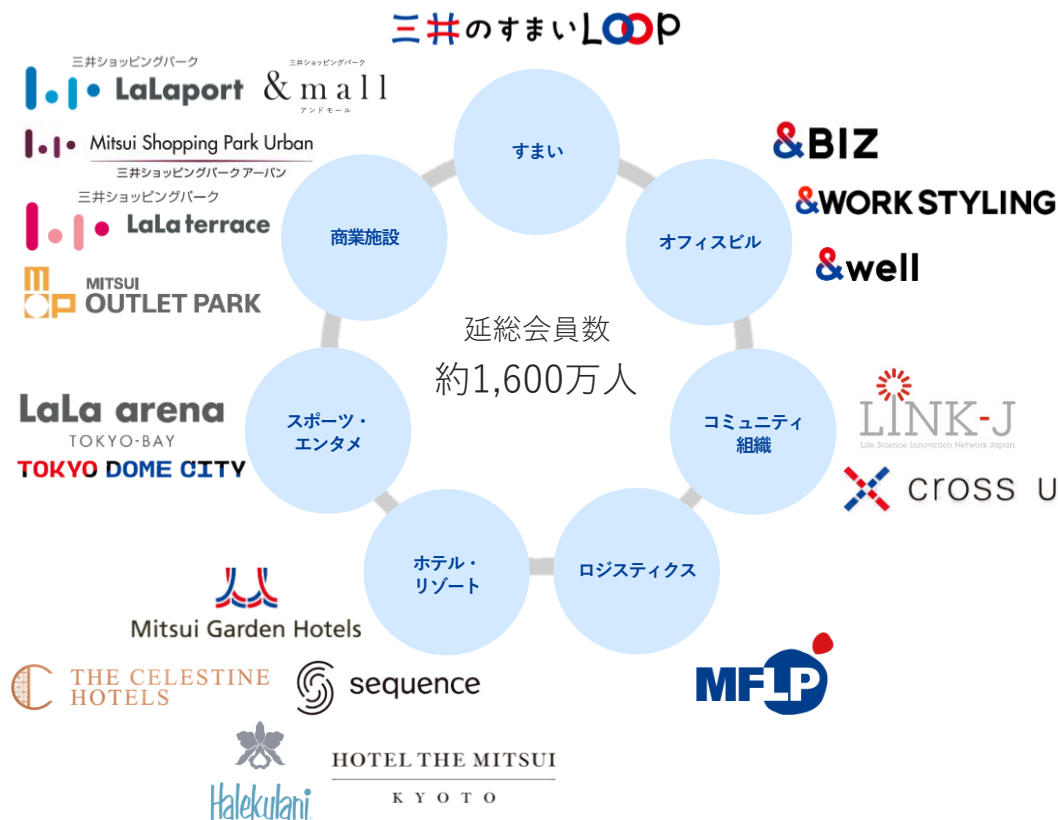 三井のすまいLOOP
三井ショッピングパーク
LaLaport
三井ショッピングパーク
&mall
アンドモール
Mitsui Shopping Park Urban
三井ショッピングパークアーバン
三井ショッピングパーク
LaLa terrace
MITSUI
OUTLET PARK
すまい
商業施設
オフィスビル
&BIZ
&WORK STYLING
&well
延総会員数
約1,600万人
LaLa arena
TOKYO-BAY
TOKYO DOME CITY
スポーツ・
エンタメ
コミュニティ
組織
LINK-J
Life Science Innovation Network Japan
cross U
ホテル・
リゾート
ロジスティクス
Mitsui Garden Hotels
THE CELESTINE
HOTELS
sequence
MFLP
Halekulani
HOTEL THE MITSUI
KYOTO